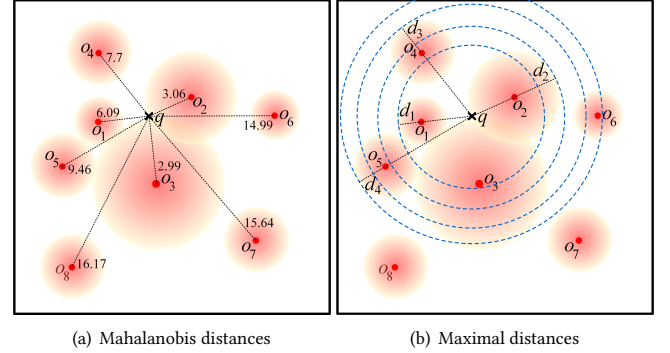 o4
7.7
3.06
o2
6.09
o1
q
14.99
o6
o5
9.46
2.99
o3
15.64
o7
o8
16.17
(a) Mahalanobis distances
d3
o4
d2
o2
d1
o1
q
o6
o5
d4
o3
o7
o8
(b) Maximal distances